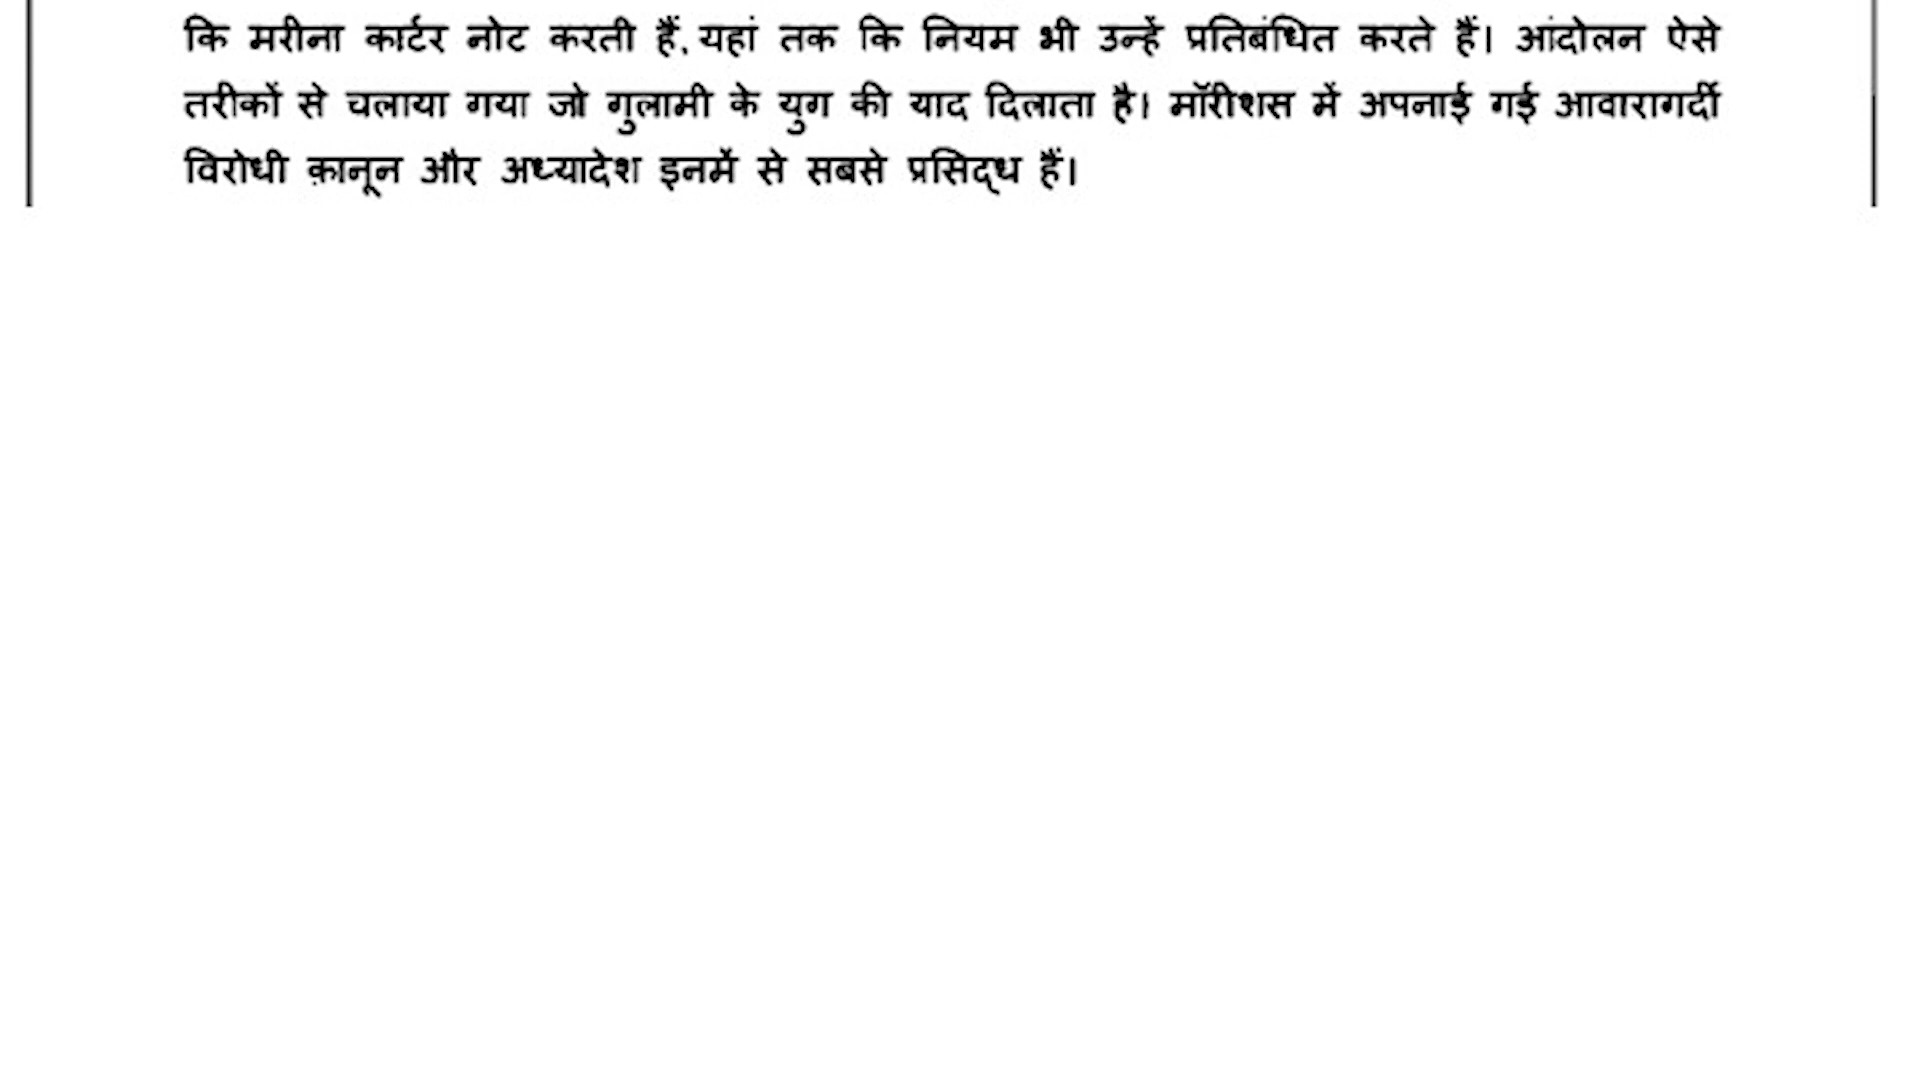 कि मरीना कार्टर नोट करती हैं, यहां तक कि नियम भी उन्हें प्रतिबंधित करते हैं। आंदोलन ऐसे
तरीकों से चलाया गया जो गुलामी के युग की याद दिलाता है। मॉरीशस में अपनाई गई आवारागर्दी
विरोधी क़ानून और अध्यादेश इनमें से सबसे प्रसिद्ध हैं।